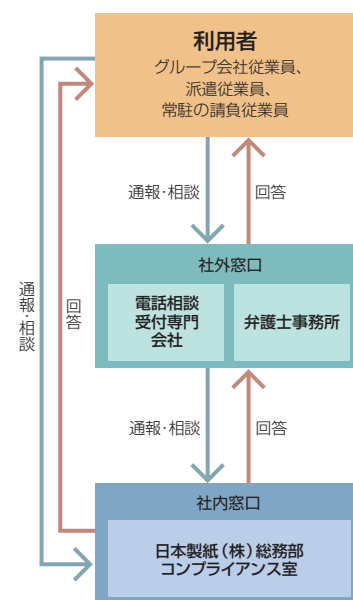 利用者
グループ会社従業員、
派遣従業員、
常駐の請負従業員
通報・相談
回答
社外窓口
電話相談
受付専門
会社
弁護士事務所
通報・相談
回答
通報・相談
回答
社内窓口
日本製紙（株）総務部
コンプライアンス室